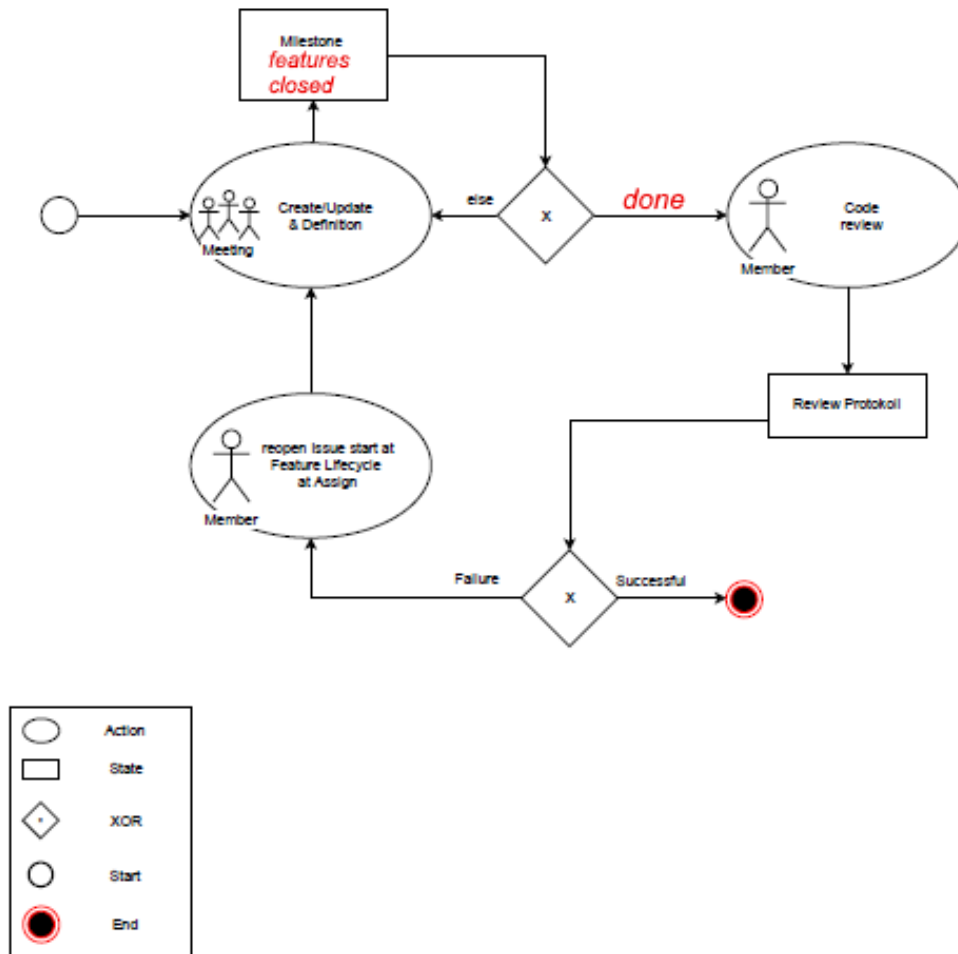 Milestone
features
closed
Create/Update
& Definition
Meeting
else
X
done
Code
review
Member
Review Protokoll
reopen Issue start at
Feature Lifecycle
at Assign
Member
Failure
X
Successful
Action
State
XOR
Start
End